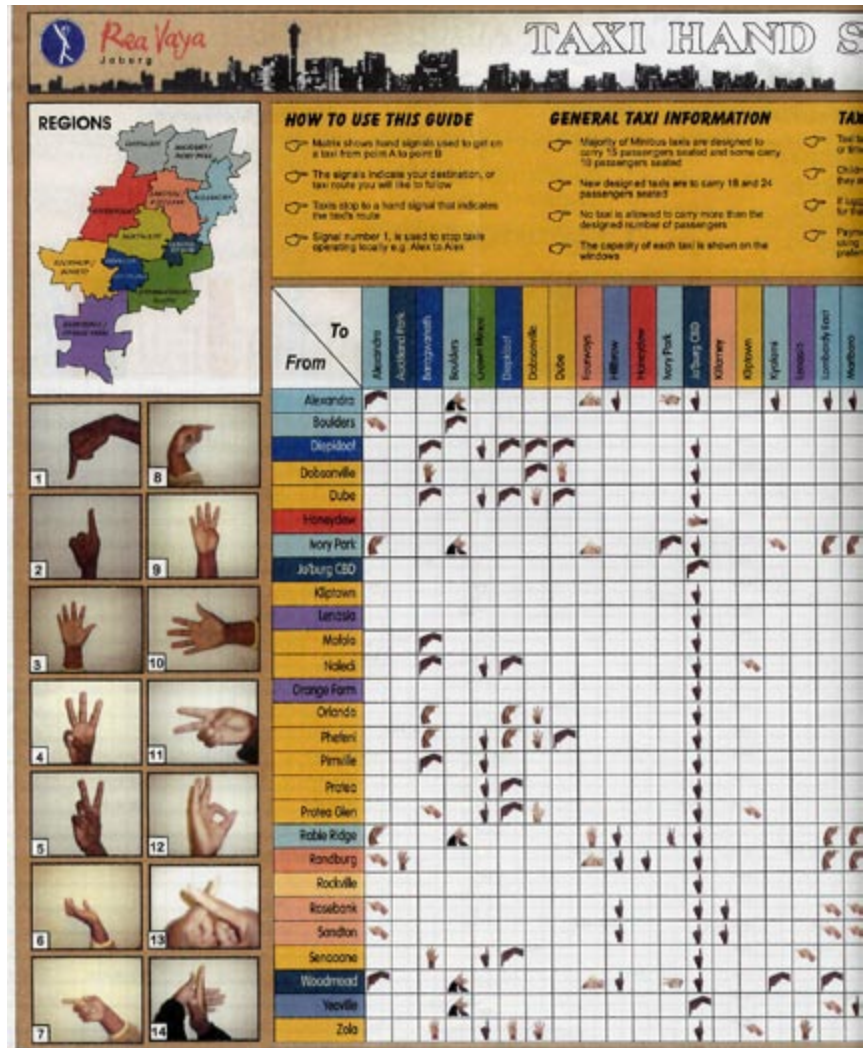 Rea Vaya
Joburg
TAXI HAND S
REGIONS
HOW TO USE THIS GUIDE
Matrix shows hand signals used to get on
a taxi from point A to point B
The signals indicate your destination, or
taxi route you will like to follow
Taxis stop to a hand signal that indicates
the taxi's route
Signal number 1, is used to stop taxis
operating locally e.g. Alex to Alex
GENERAL TAXI INFORMATION
Majority of Minibus taxis are designed to
carry 15 passengers seated and some carry
10 passengers seated
New designed taxis are to carry 18 and 24
passengers seated
No taxi is allowed to carry more than the
designed number of passengers
The capacity of each taxi is shown on the
windows
TAX
To
From
Alexandra
Auckland Park
Baragwanath
Boulders
Crown Mines
Diepkloof
Dobsonville
Dube
Fourways
Hillbrow
Honeydew
Ivory Park
Jo'burg CBD
Killarney
Kliptown
Kyalami
Lenasia
Lombardy East
Marlboro
Alexandra
Boulders
Diepkloof
Dobsonville
Dube
Honeydew
Ivory Park
Jo'burg CBD
Kliptown
Lenasia
Mofolo
Naledi
Orange Farm
Orlando
Phefeni
Pimville
Protea
Protea Glen
Rabie Ridge
Randburg
Rockville
Rosebank
Sandton
Senaoane
Woodmead
Yeoville
Zola
1
8
2
9
3
10
4
11
5
12
6
13
7
14